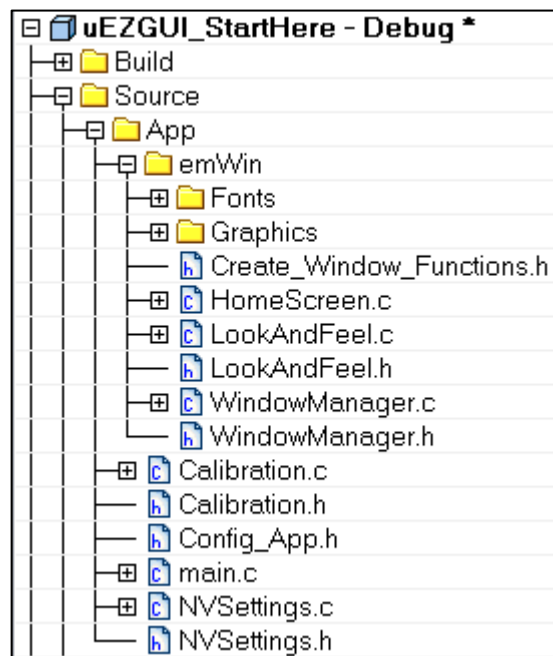 uEZGUI_StartHere - Debug *
Build
Source
App
emWin
Fonts
Graphics
h Create_Window_Functions.h
c HomeScreen.c
c LookAndFeel.c
h LookAndFeel.h
c WindowManager.c
h WindowManager.h
c Calibration.c
h Calibration.h
h Config_App.h
c main.c
c NVSettings.c
h NVSettings.h